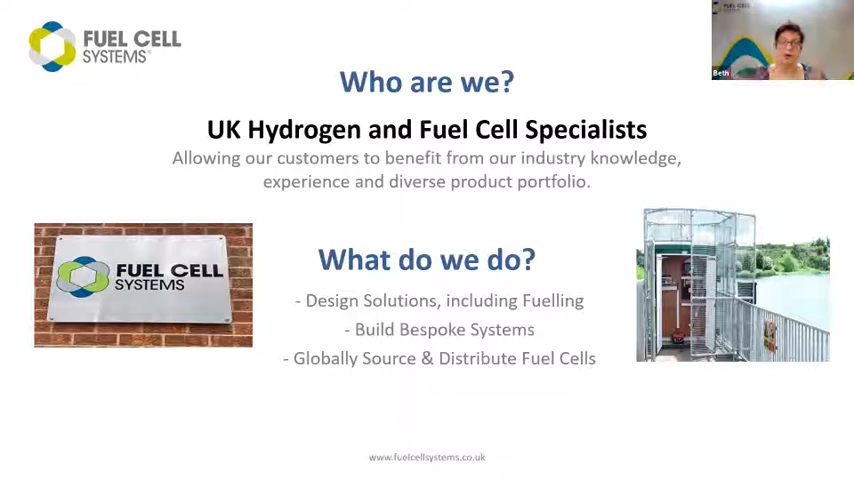 FUEL CELL
SYSTEMS
Beth
Who are we?
UK Hydrogen and Fuel Cell Specialists
Allowing our customers to benefit from our industry knowledge,
experience and diverse product portfolio.
FUEL CELL
SYSTEMS
What do we do?
- Design Solutions, including Fuelling
- Build Bespoke Systems
- Globally Source & Distribute Fuel Cells
www.fuelcellsystems.co.uk